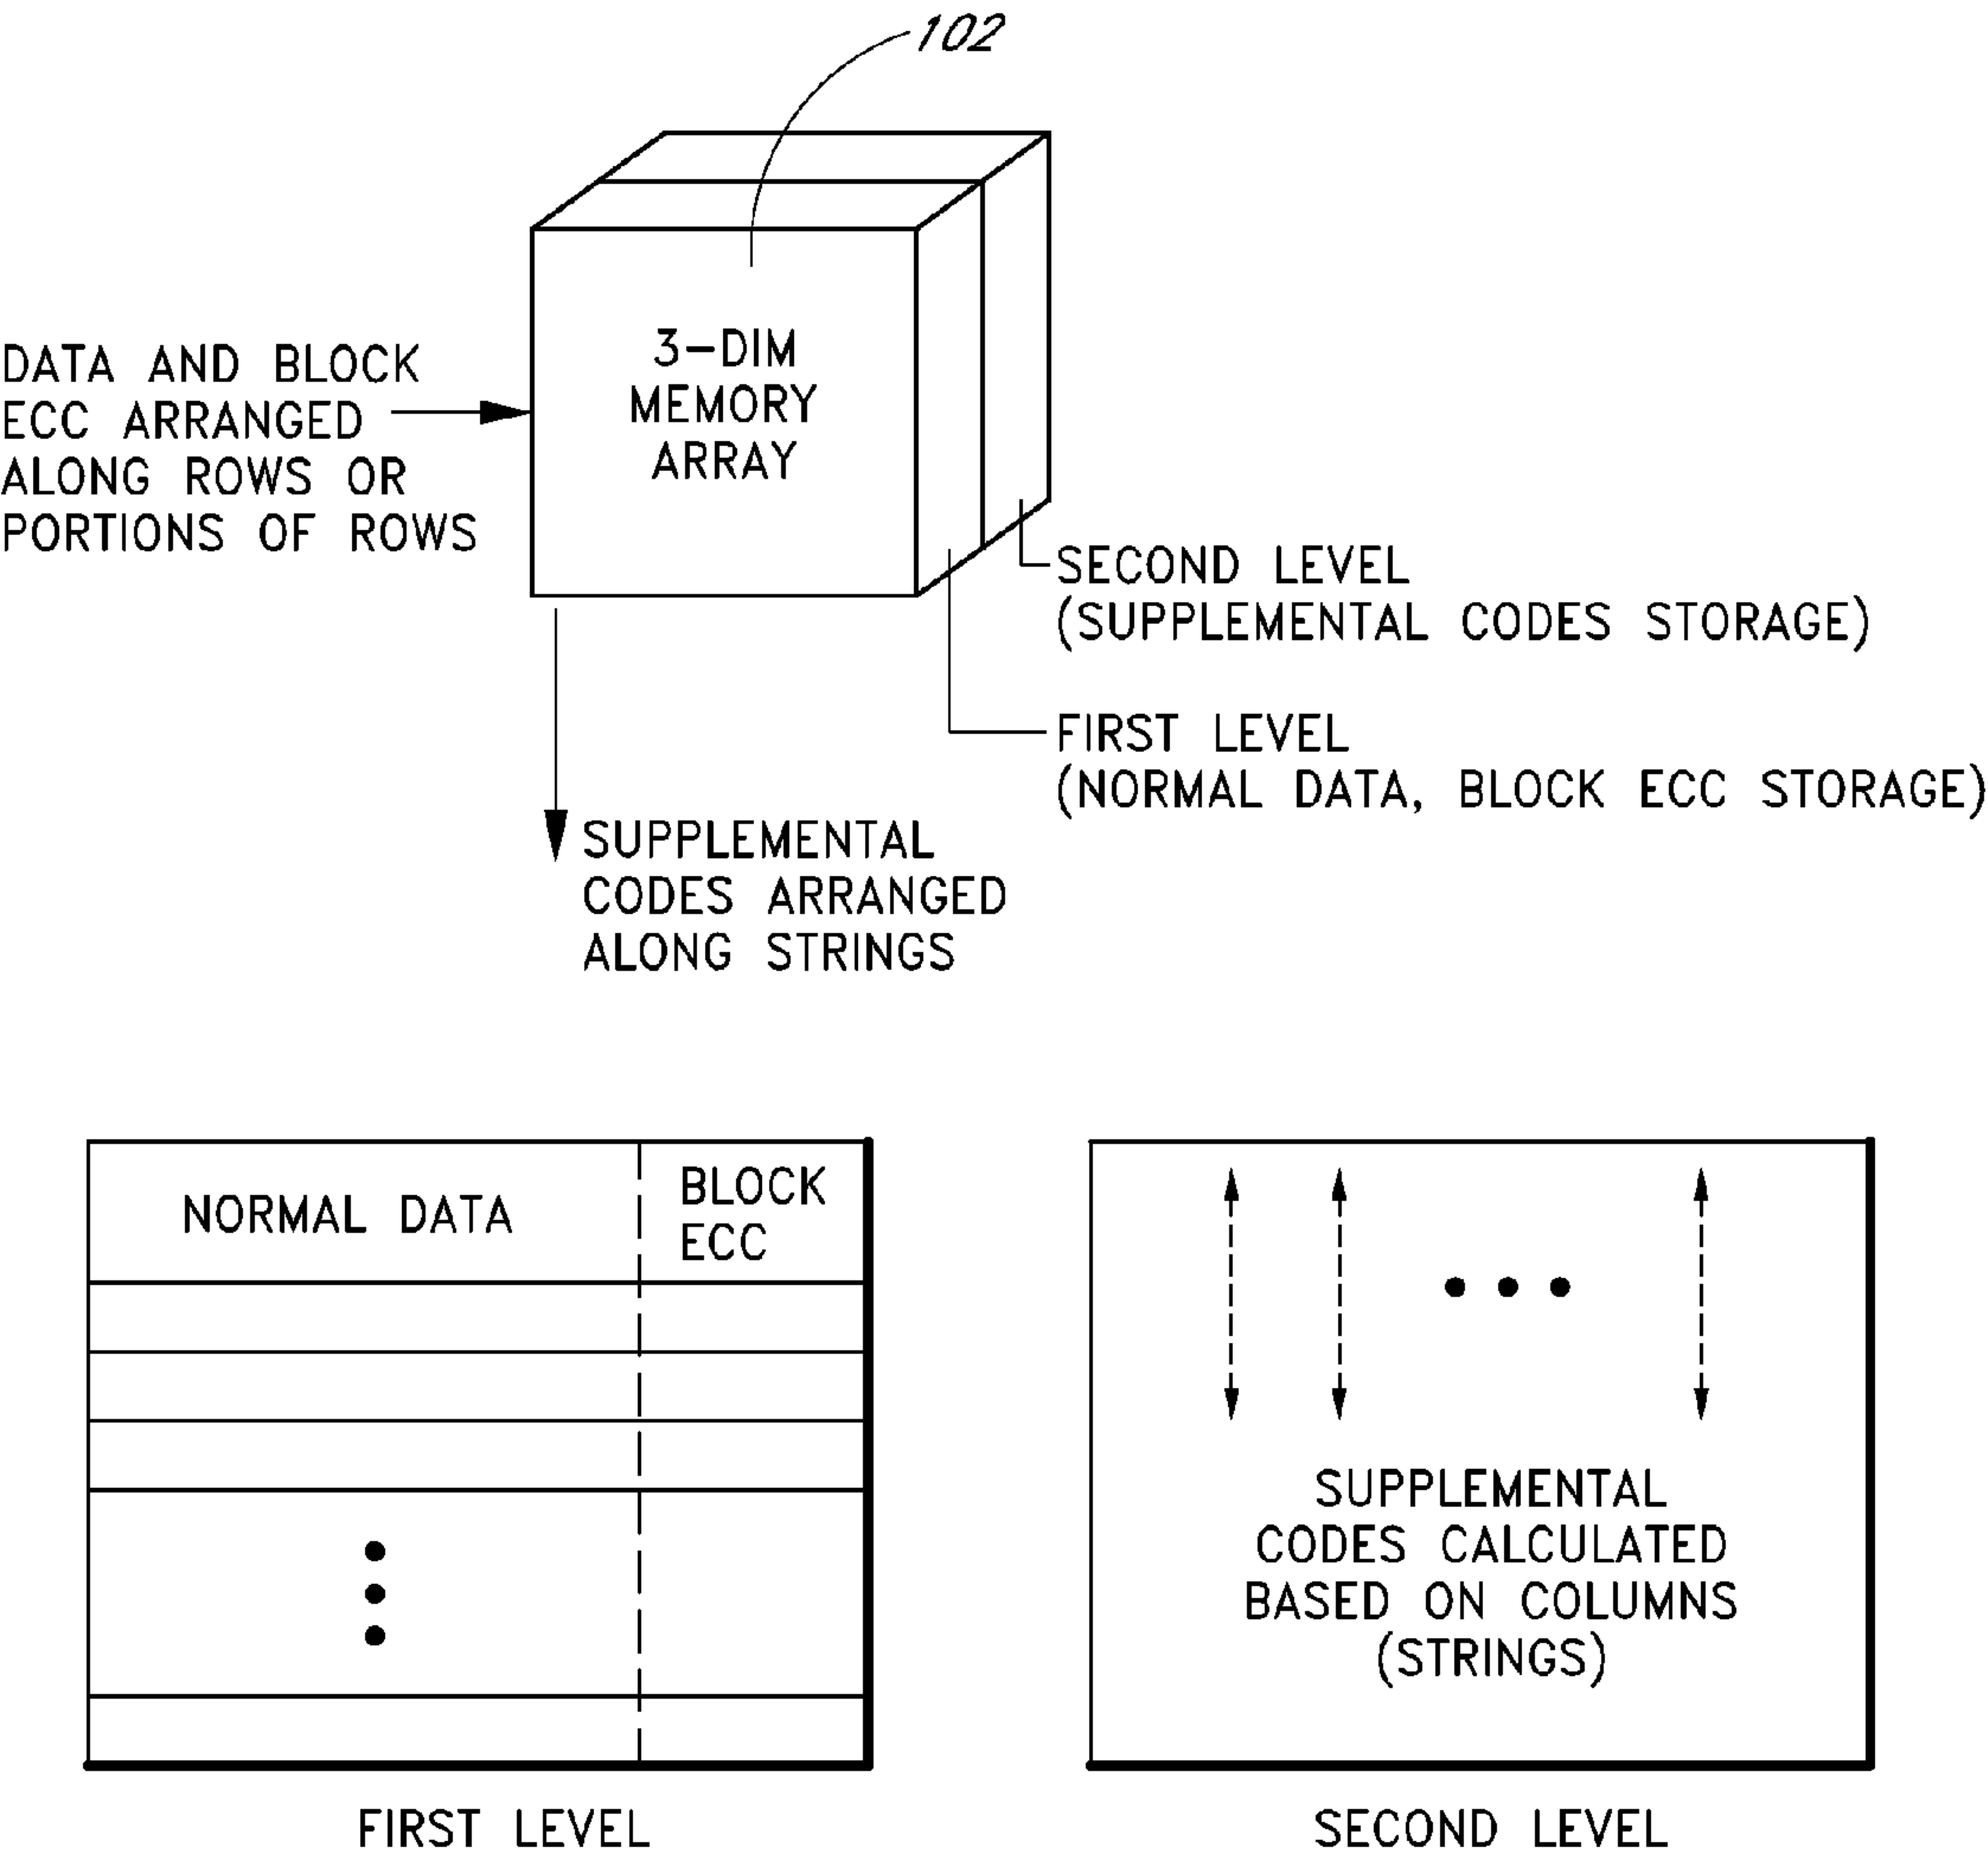 102
3-DIM
MEMORY
ARRAY
DATA AND BLOCK
ECC ARRANGED
ALONG ROWS OR
PORTIONS OF ROWS
SECOND LEVEL
(SUPPLEMENTAL CODES STORAGE)
FIRST LEVEL
(NORMAL DATA, BLOCK ECC STORAGE)
SUPPLEMENTAL
CODES ARRANGED
ALONG STRINGS
NORMAL DATA
BLOCK
ECC
FIRST LEVEL
SUPPLEMENTAL
CODES CALCULATED
BASED ON COLUMNS
(STRINGS)
SECOND LEVEL